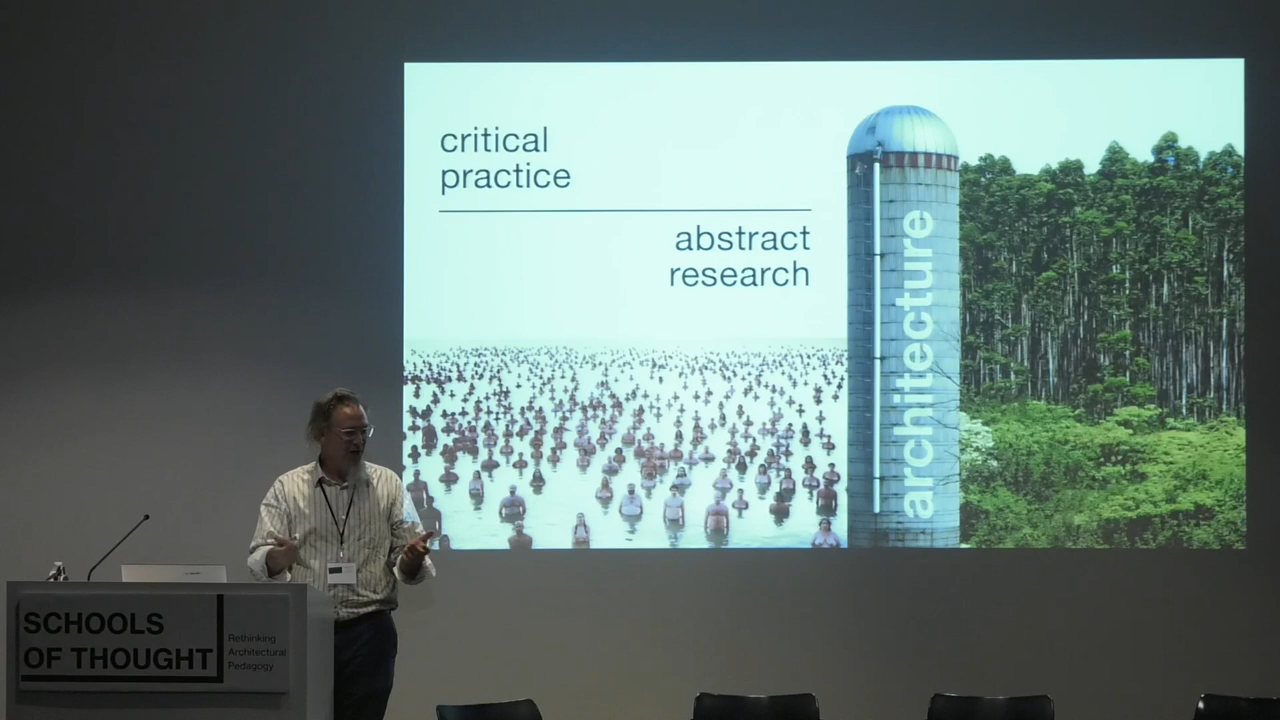 critical
practice
abstract
research
architecture
SCHOOLS
OF THOUGHT
Rethinking
Architectural
Pedagogy